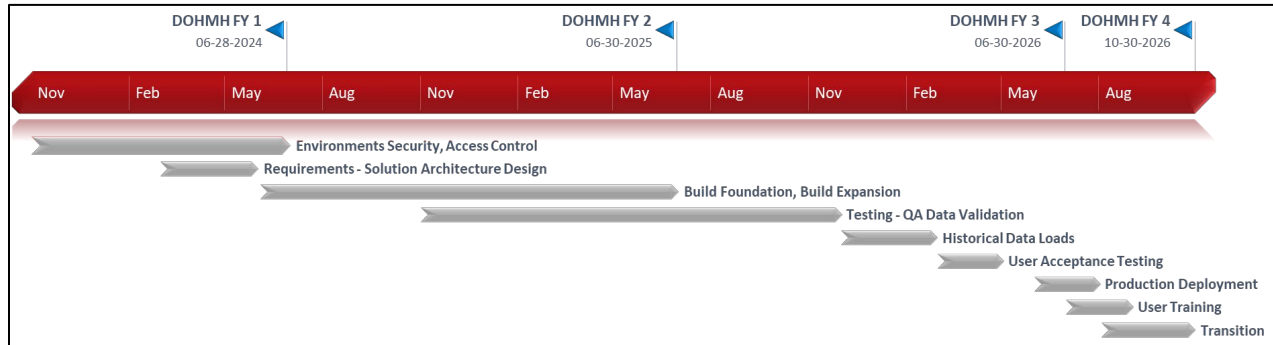 DOHMH FY 1
06-28-2024
DOHMH FY 2
06-30-2025
DOHMH FY 3
06-30-2026
DOHMH FY 4
10-30-2026
Nov Feb May Aug Nov Feb May Aug Nov Feb May Aug
Environments Security, Access Control
Requirements - Solution Architecture Design
Build Foundation, Build Expansion
Testing - QA Data Validation
Historical Data Loads
User Acceptance Testing
Production Deployment
User Training
Transition